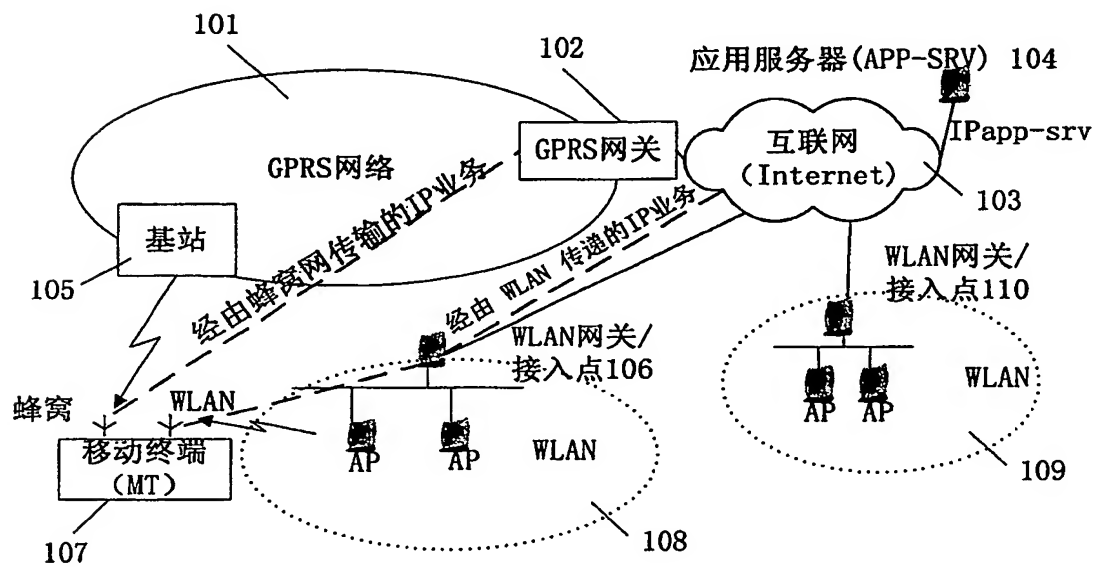 101
102
应用服务器(APP-SRV) 104
IPapp-srv
GPRS网络
GPRS网关
互联网
(Internet)
103
基站
105
经由蜂窝网传输的IP业务
经由 WLAN 传递的IP业务
WLAN网关/
接入点110
WLAN网关/
接入点106
蜂窝
WLAN
移动终端
(MT)
107
AP
AP
WLAN
108
AP
AP
WLAN
109